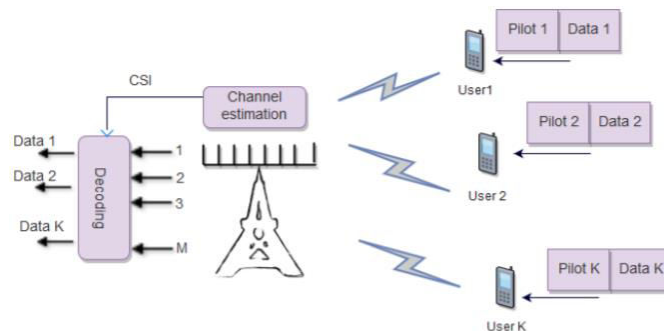 Pilot 1 Data 1
User1
CSI
Channel
estimation
Pilot 2 Data 2
User 2
Data 1
Data 2
Data K
Decoding
1
2
3
M
Pilot K Data K
User K